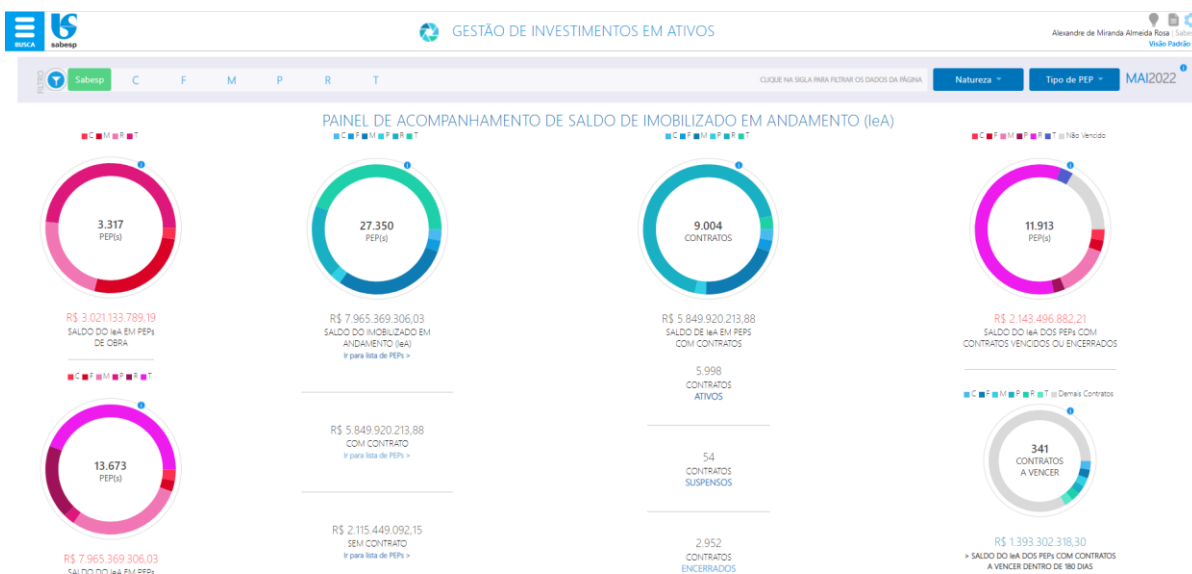 BUSCA
sabesp
GESTÃO DE INVESTIMENTOS EM ATIVOS
Alexandre de Miranda Almeida Rosa | Sabe
Visão Padrão
FILTRO
Sabesp C F M P R T
CLIQUE NA SIGLA PARA FILTRAR OS DADOS DA PÁGINA
Natureza
Tipo de PEP
MAI2022
PAINEL DE ACOMPANHAMENTO DE SALDO DE IMOBILIZADO EM ANDAMENTO (IeA)
C F M R T
3.317
PEP(s)
R$ 3.021.133.789,19
SALDO DO IeA EM PEPs
DE OBRA
C F M P R T
13.673
PEP(s)
R$ 7.965.369.306,03
SALDO DO IeA EM PEPs
C F M P R T
27.350
PEP(s)
R$ 7.965.369.306,03
SALDO DO IMOBILIZADO EM
ANDAMENTO (IeA)
Ir para lista de PEPs >
R$ 5.849.920.213,88
COM CONTRATO
Ir para lista de PEPs >
R$ 2.115.449.092,15
SEM CONTRATO
Ir para lista de PEPs >
C F M P R T
9.004
CONTRATOS
R$ 5.849.920.213,88
SALDO DE IeA EM PEPS
COM CONTRATOS
5.998
CONTRATOS
ATIVOS
54
CONTRATOS
SUSPENSOS
2.952
CONTRATOS
ENCERRADOS
C F M P R T Não Vencido
11.913
PEP(s)
R$ 2.143.496.882,21
SALDO DO IeA DOS PEPs COM
CONTRATOS VENCIDOS OU ENCERRADOS
C F M P R T Demais Contratos
341
CONTRATOS
A VENCER
R$ 1.393.302.318,30
> SALDO DO IeA DOS PEPs COM CONTRATOS
A VENCER DENTRO DE 180 DIAS